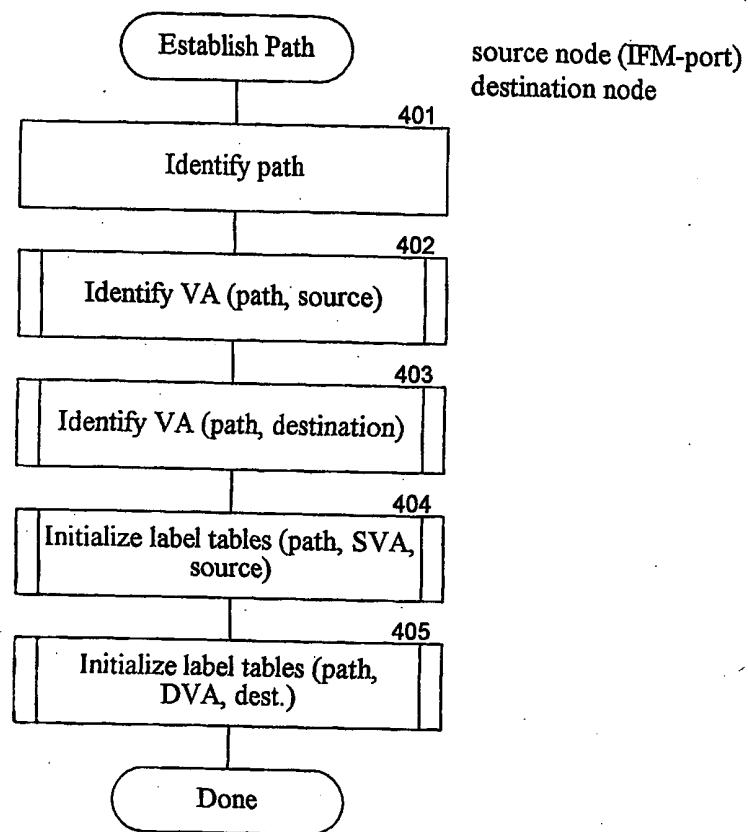 Establish Path
source node (IFM-port)
destination node
401
Identify path
402
Identify VA (path, source)
403
Identify VA (path, destination)
404
Initialize label tables (path, SVA,
source)
405
Initialize label tables (path,
DVA, dest.)
Done